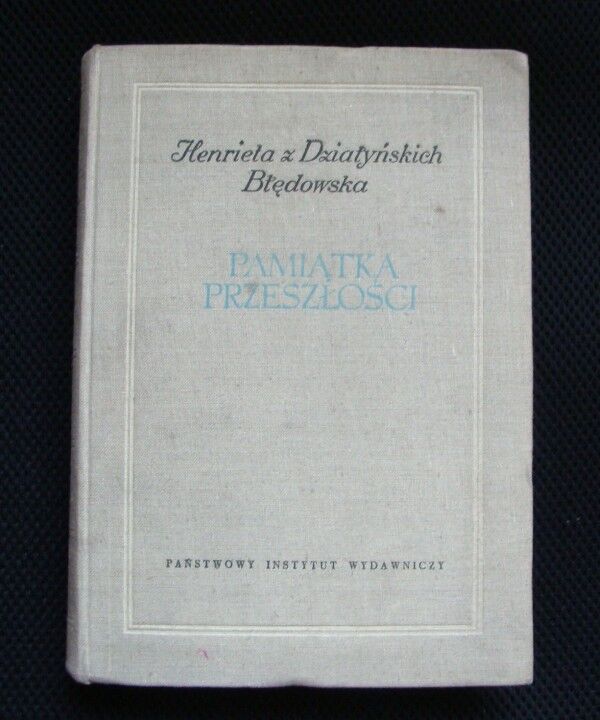 Henrieta z Działyńskich
Błędowska
PAMIĄTKA
PRZESZŁOŚCI
PAŃSTWOWY INSTYTUT WYDAWNICZY